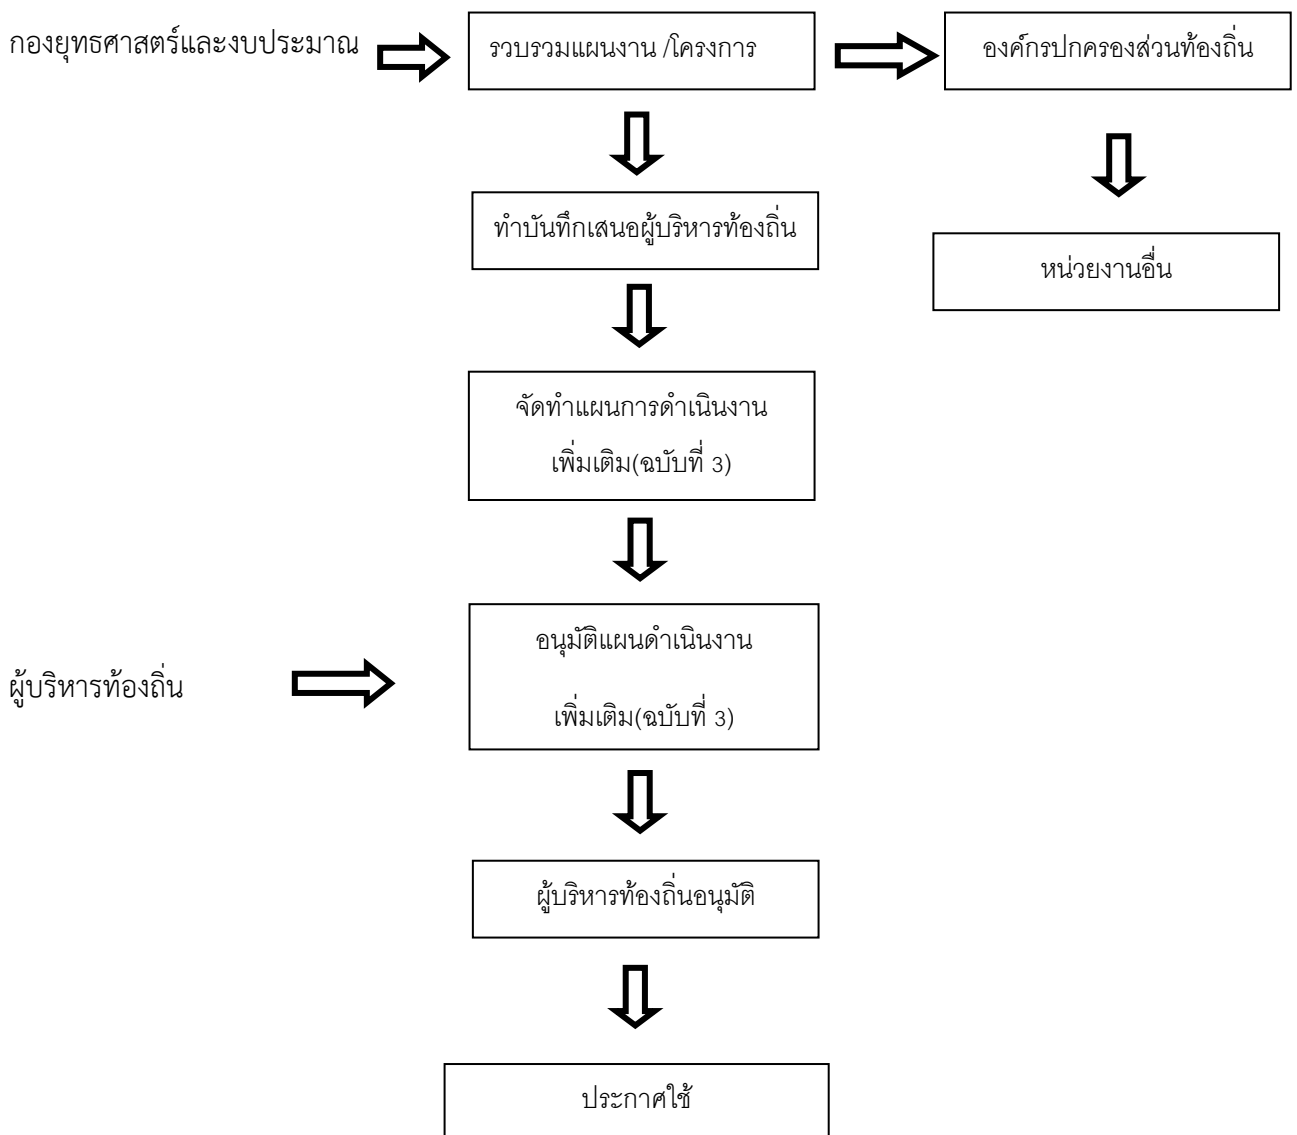 กองยุทธศาสตร์และงบประมาณ
รวบรวมแผนงาน /โครงการ
องค์กรปกครองส่วนท้องถิ่น
ทำบันทึกเสนอผู้บริหารท้องถิ่น
หน่วยงานอื่น
จัดทำแผนการดำเนินงาน
เพิ่มเติม(ฉบับที่ 3)
อนุมัติแผนดำเนินงาน
ผู้บริหารท้องถิ่น
เพิ่มเติม(ฉบับที่ 3)
ผู้บริหารท้องถิ่นอนุมัติ
ประกาศใช้